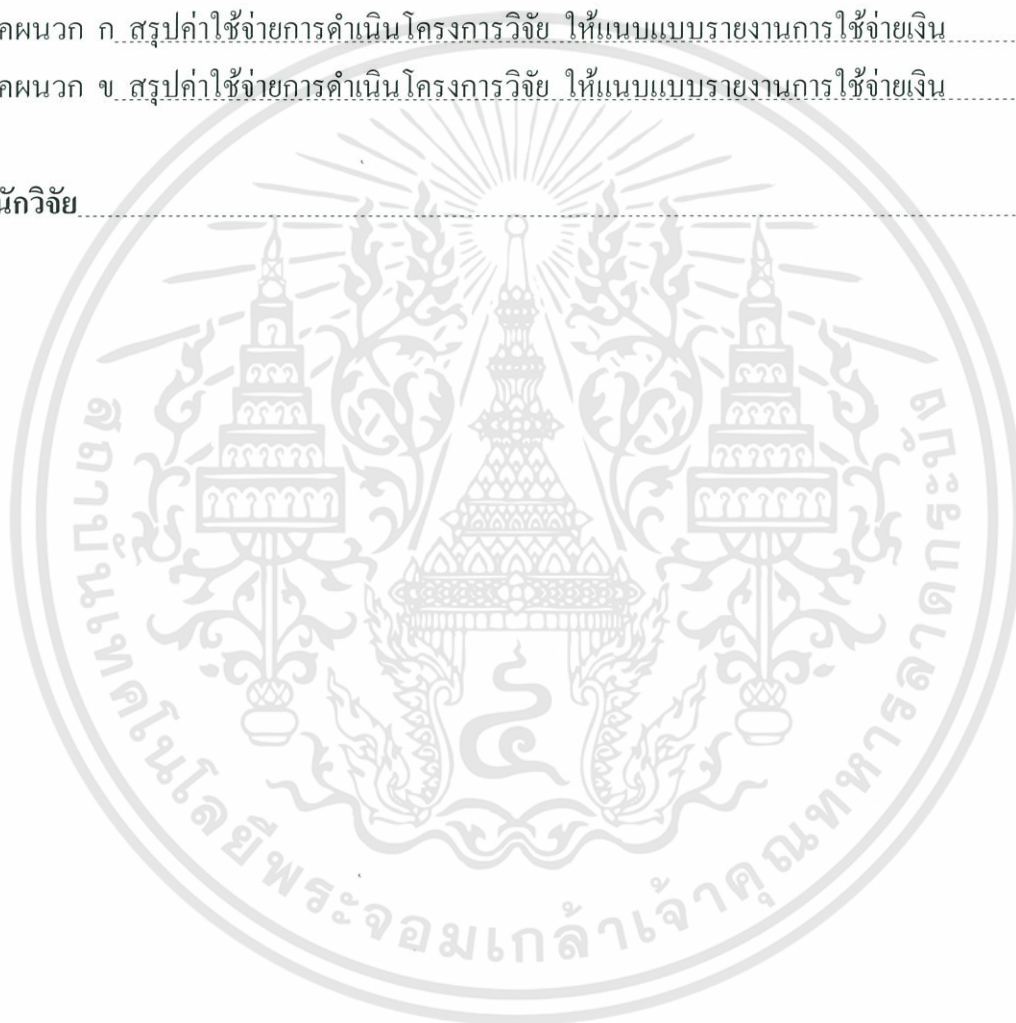 คผนวก ก สรุปค่าใช้จ่ายการดำเนินโครงการวิจัย ให้แนบแบบรายงานการใช้จ่ายเงิน
คผนวก ข สรุปค่าใช้จ่ายการดำเนินโครงการวิจัย ให้แนบแบบรายงานการใช้จ่ายเงิน
นักวิจัย
สถาบันเทคโนโลยีพระจอมเกล้าเจ้าคุณทหารลาดกระบัง
๔